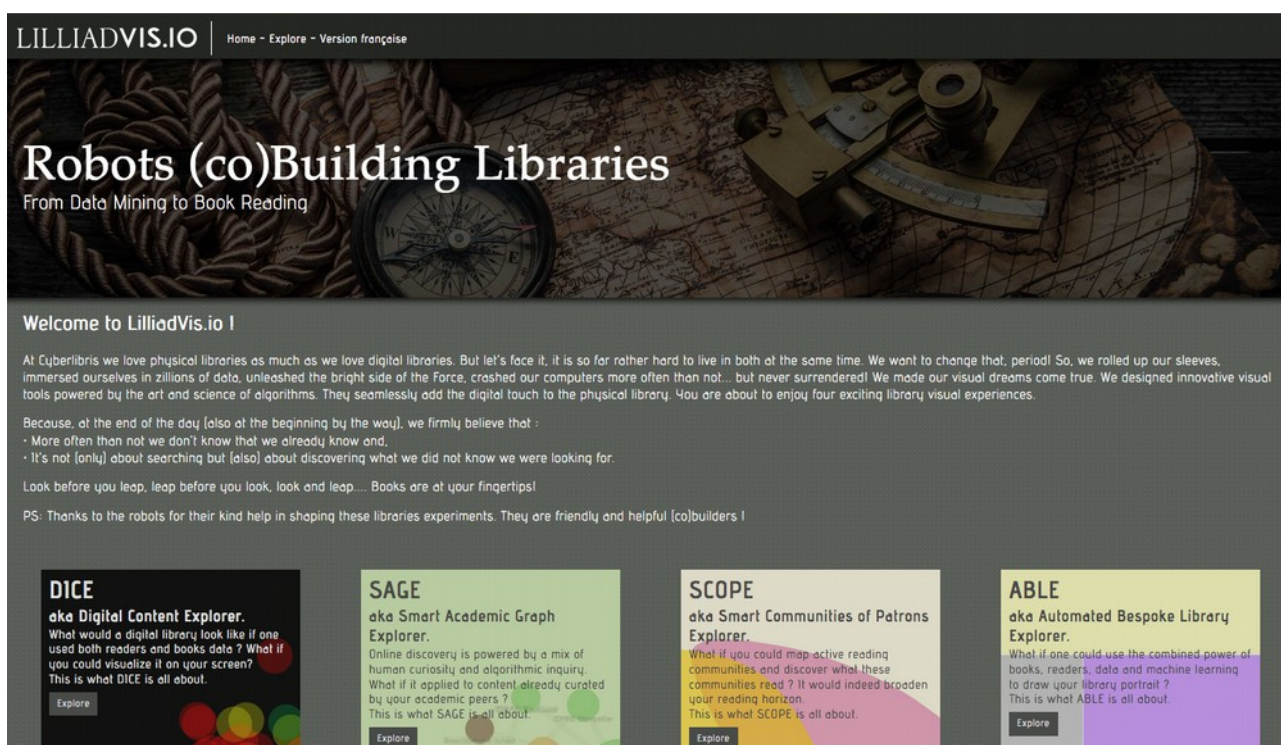 LILLIADVIS.IO
Home - Explore - Version française
Robots (co)Building Libraries
From Data Mining to Book Reading
Welcome to LilliadVis.io !
At Cyberlibris we love physical libraries as much as we love digital libraries. But let's face it, it is so far rather hard to live in both at the same time. We want to change that, period! So, we rolled up our sleeves,
immersed ourselves in zillions of data, unleashed the bright side of the Force, crashed our computers more often than not... but never surrendered! We made our visual dreams come true. We designed innovative visual
tools powered by the art and science of algorithms. They seamlessly add the digital touch to the physical library. You are about to enjoy four exciting library visual experiences.
Because, at the end of the day (also at the beginning by the way), we firmly believe that :
· More often than not we don't know that we already know and,
· It's not (only) about searching but (also) about discovering what we did not know we were looking for.
Look before you leap, leap before you look, look and leap.... Books are at your fingertips!
PS: Thanks to the robots for their kind help in shaping these libraries experiments. They are friendly and helpful (co)builders !
DICE
aka Digital Content Explorer.
What would a digital library look like if one
used both readers and books data ? What if
you could visualize it on your screen?
This is what DICE is all about.
Explore
SAGE
aka Smart Academic Graph
Explorer.
Online discovery is powered by a mix of
human curiosity and algorithmic inquiry.
What if it applied to content already curated
by your academic peers ?
This is what SAGE is all about.
Explore
SCOPE
aka Smart Communities of Patrons
Explorer.
What if you could map active reading
communities and discover what these
communities read ? It would indeed broaden
your reading horizon.
This is what SCOPE is all about.
Explore
ABLE
aka Automated Bespoke Library
Explorer.
What if one could use the combined power of
books, readers, data and machine learning
to draw your library portrait ?
This is what ABLE is all about.
Explore